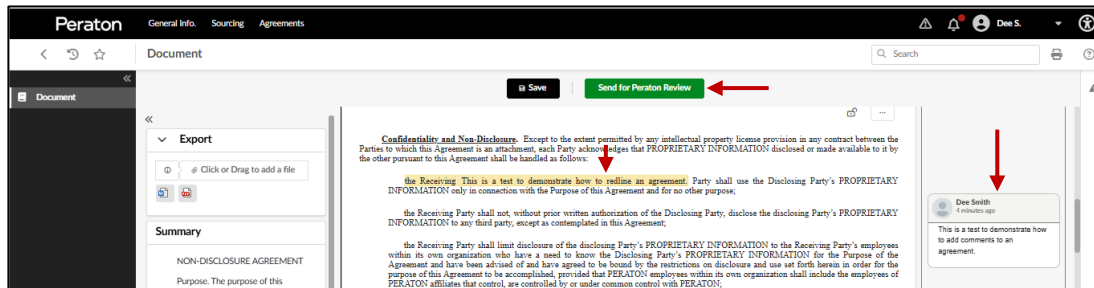 Peraton General Info. Sourcing Agreements Dee S.
Document Search
Document
Save Send for Peraton Review
Export
Click or Drag to add a file
Summary
NON-DISCLOSURE AGREEMENT
Purpose. The purpose of this
Confidentiality and Non-Disclosure. Except to the extent permitted by any intellectual property license provision in any contract between the
Parties to which this Agreement is an attachment, each Party acknowledges that PROPRIETARY INFORMATION disclosed or made available to it by
the other pursuant to this Agreement shall be handled as follows:
the Receiving This is a test to demonstrate how to redline an agreement. Party shall use the Disclosing Party's PROPRIETARY
INFORMATION only in connection with the Purpose of this Agreement and for no other purpose;
the Receiving Party shall not, without prior written authorization of the Disclosing Party, disclose the disclosing Party's PROPRIETARY
INFORMATION to any third party, except as contemplated in this Agreement;
the Receiving Party shall limit disclosure of the disclosing Party's PROPRIETARY INFORMATION to the Receiving Party's employees
within its own organization who have a need to know the Disclosing Party's PROPRIETARY INFORMATION for the Purpose of the
Agreement and have been advised of and have agreed to be bound by the restrictions on disclosure and use set forth herein in order for the
purpose of this Agreement to be accomplished, provided that PERATON employees within its own organization shall include the employees of
PERATON affiliates that control, are controlled by or under common control with PERATON;
Dee Smith
4 minutes ago
This is a test to demonstrate how
to add comments to an
agreement.